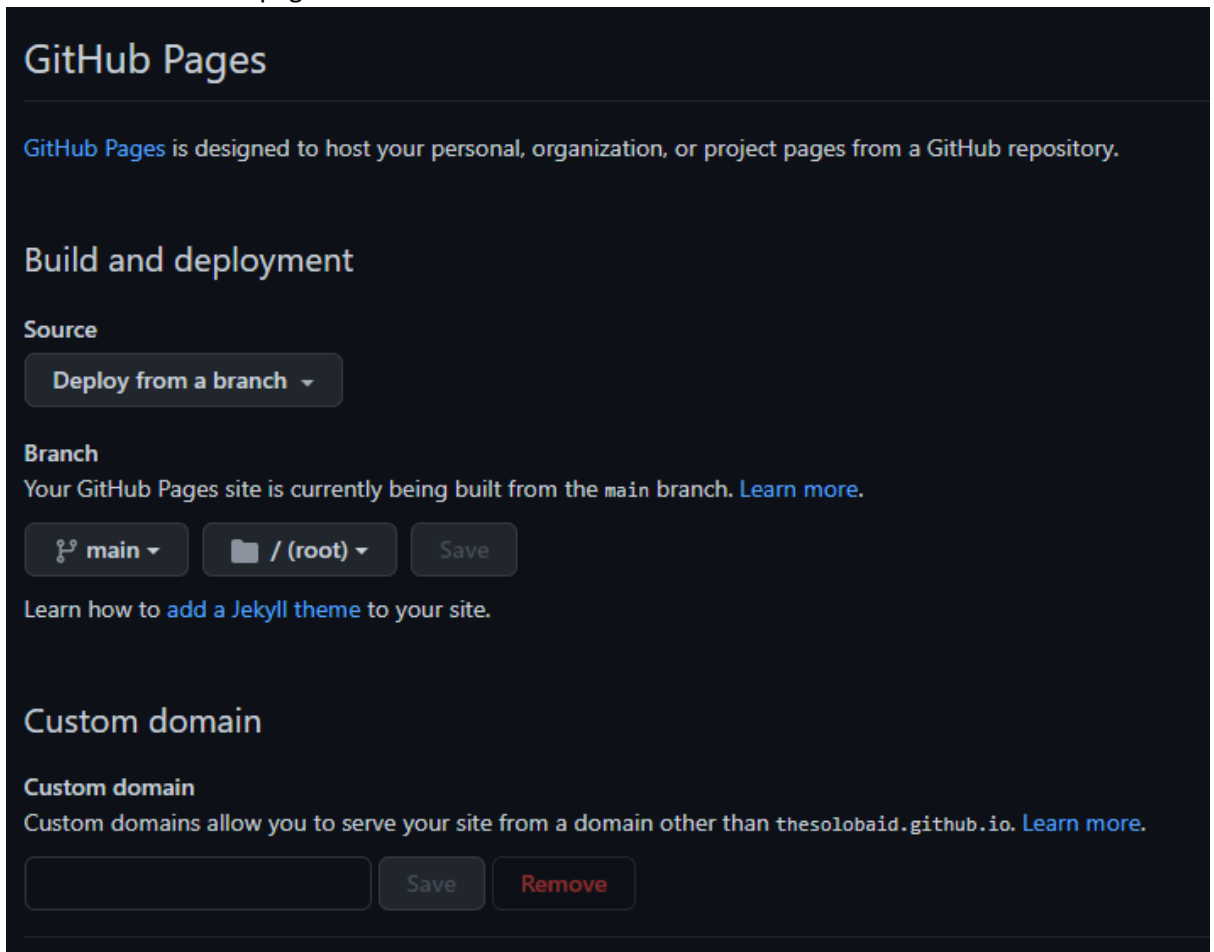 GitHub Pages
GitHub Pages is designed to host your personal, organization, or project pages from a GitHub repository.
Build and deployment
Source
Deploy from a branch
Branch
Your GitHub Pages site is currently being built from the main branch. Learn more.
main / (root) Save
Learn how to add a Jekyll theme to your site.
Custom domain
Custom domain
Custom domains allow you to serve your site from a domain other than thesolobaid.github.io. Learn more.
Save Remove